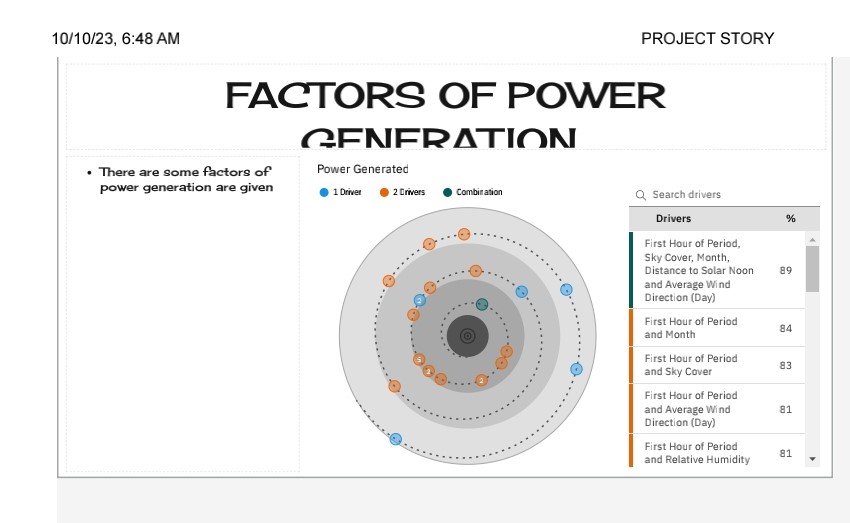 10/10/23, 6:48 AM
PROJECT STORY
FACTORS OF POWER
GENERATION
• There are some factors of
power generation are given
Power Generated
1 Driver
2 Drivers
Combination
Search drivers
Drivers
%
First Hour of Period,
Sky Cover, Month,
Distance to Solar Noon
and Average Wind
Direction (Day)
89
First Hour of Period
and Month
84
First Hour of Period
and Sky Cover
83
First Hour of Period
and Average Wind
Direction (Day)
81
First Hour of Period
and Relative Humidity
81